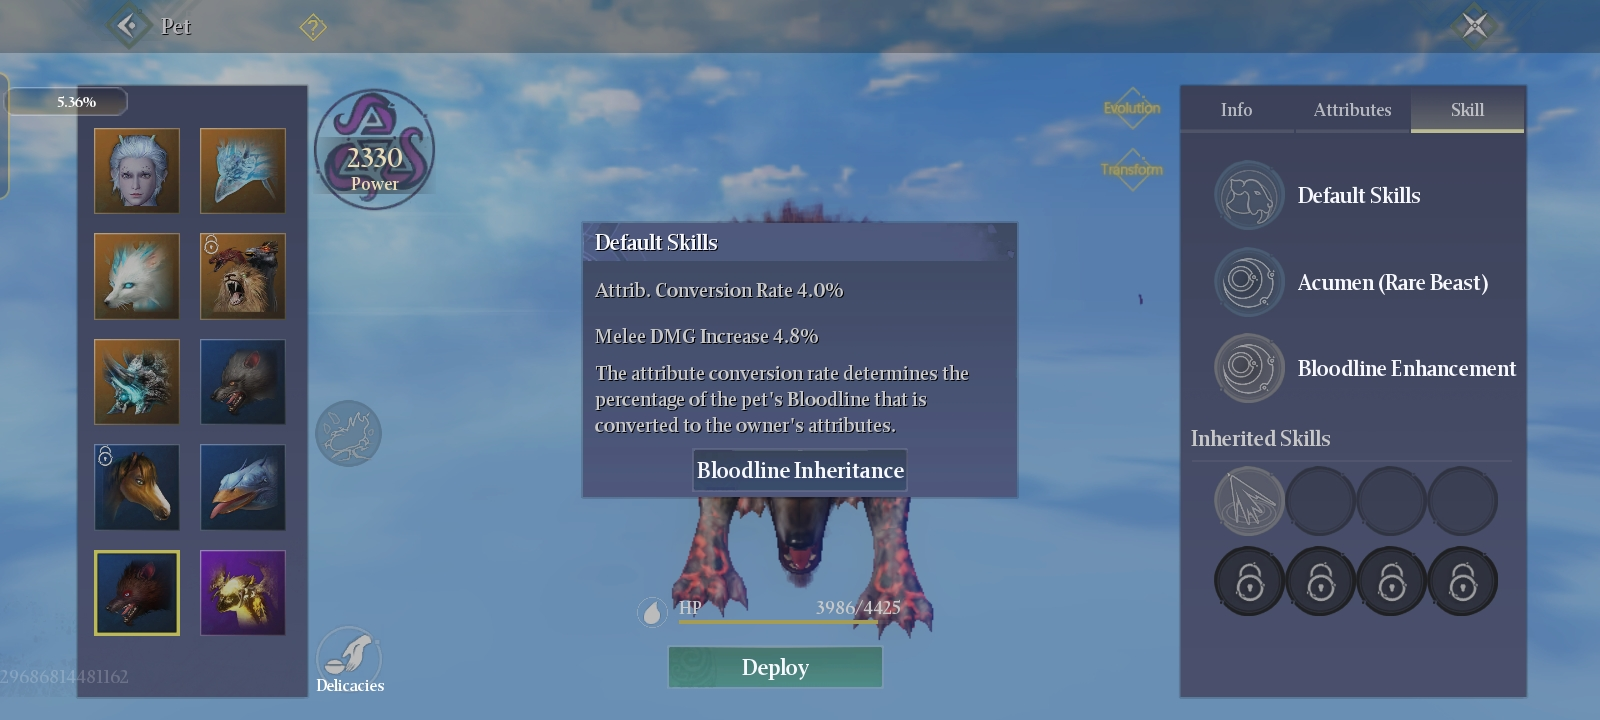 Pet
?
5.36%
2330
Power
Evolution
Transform
Info
Attributes
Skill
Default Skills
Acumen (Rare Beast)
Bloodline Enhancement
Inherited Skills
Default Skills
Attrib. Conversion Rate 4.0%
Melee DMG Increase 4.8%
The attribute conversion rate determines the
percentage of the pet's Bloodline that is
converted to the owner's attributes.
Bloodline Inheritance
HP
3986/4425
Deploy
Delicacies
29686814481162